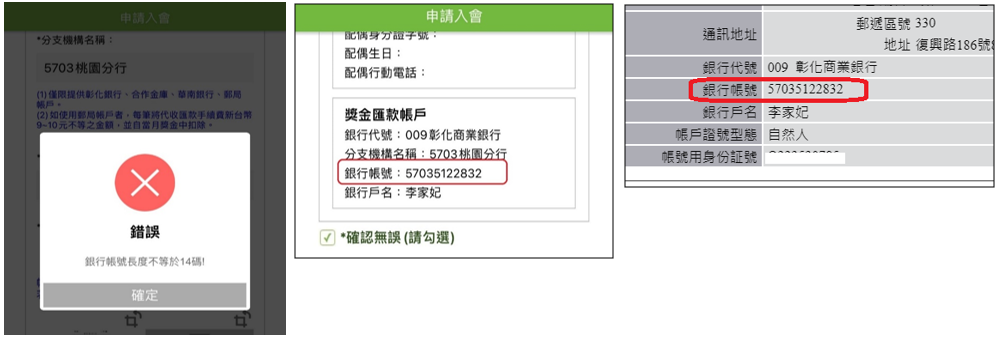 申請入會
*分支機構名稱：
5703桃園分行
(1)僅限提供彰化銀行、合作金庫、華南銀行、郵局
帳戶。
(2)如使用郵局帳戶者，每筆跨代收匯款手續費新台幣
9~10元不等之金額，並自當月獎金中扣除。
錯誤
銀行帳號長度不等於14碼!
確定
申請入會
配偶身分證字號：
配偶生日：
配偶行動電話：
獎金匯款帳戶
銀行代號：009彰化商業銀行
分支機構名稱：5703桃園分行
銀行帳號：57035122832
銀行戶名：李家妃
*確認無誤(請勾選)
通訊地址
郵遞區號 330
地址 復興路186號
銀行代號 009 彰化商業銀行
銀行帳號 57035122832
銀行戶名 李家妃
帳戶證號型態 自然人
帳號用身份証號